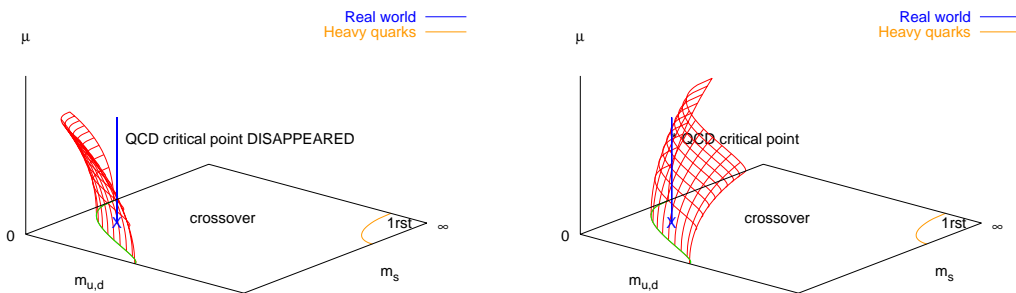 Real world
Heavy quarks
μ
QCD critical point DISAPPEARED
crossover
1rst
0
∞
m_{u,d}
m_s
Real world
Heavy quarks
μ
QCD critical point
crossover
1rst
0
∞
m_{u,d}
m_s
X
X